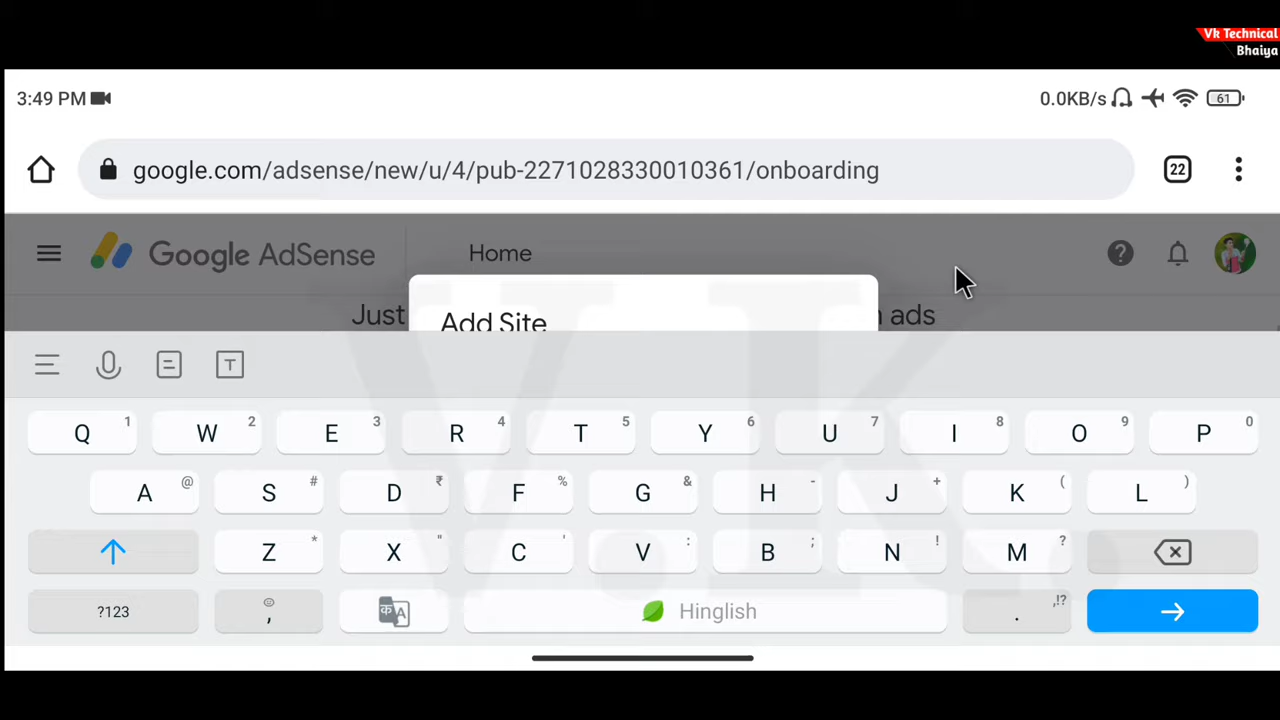 Vk Technical
Bhaiya
3:49 PM 0.0KB/s 61
google.com/adsense/new/u/4/pub-2271028330010361/onboarding 22
Google AdSense Home
Add Site
Just n ads
V.K.
Q 1 W 2 E 3 R 4 T 5 Y 6 U 7 I 8 O 9 P 0
A @ S # D ₹ F % G & H - J + K ( L )
Z * X " C ' V : B ; N ! M ?
?123 , क A Hinglish . ,!?